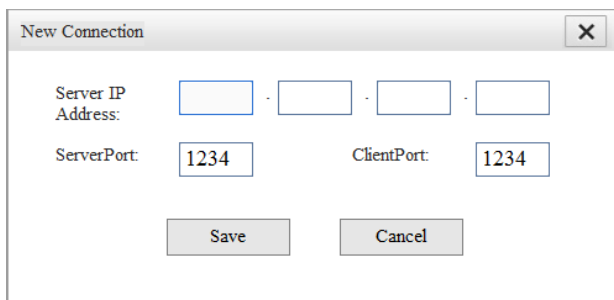 New Connection
Server IP
Address:
. . .
ServerPort: 1234 ClientPort: 1234
Save Cancel